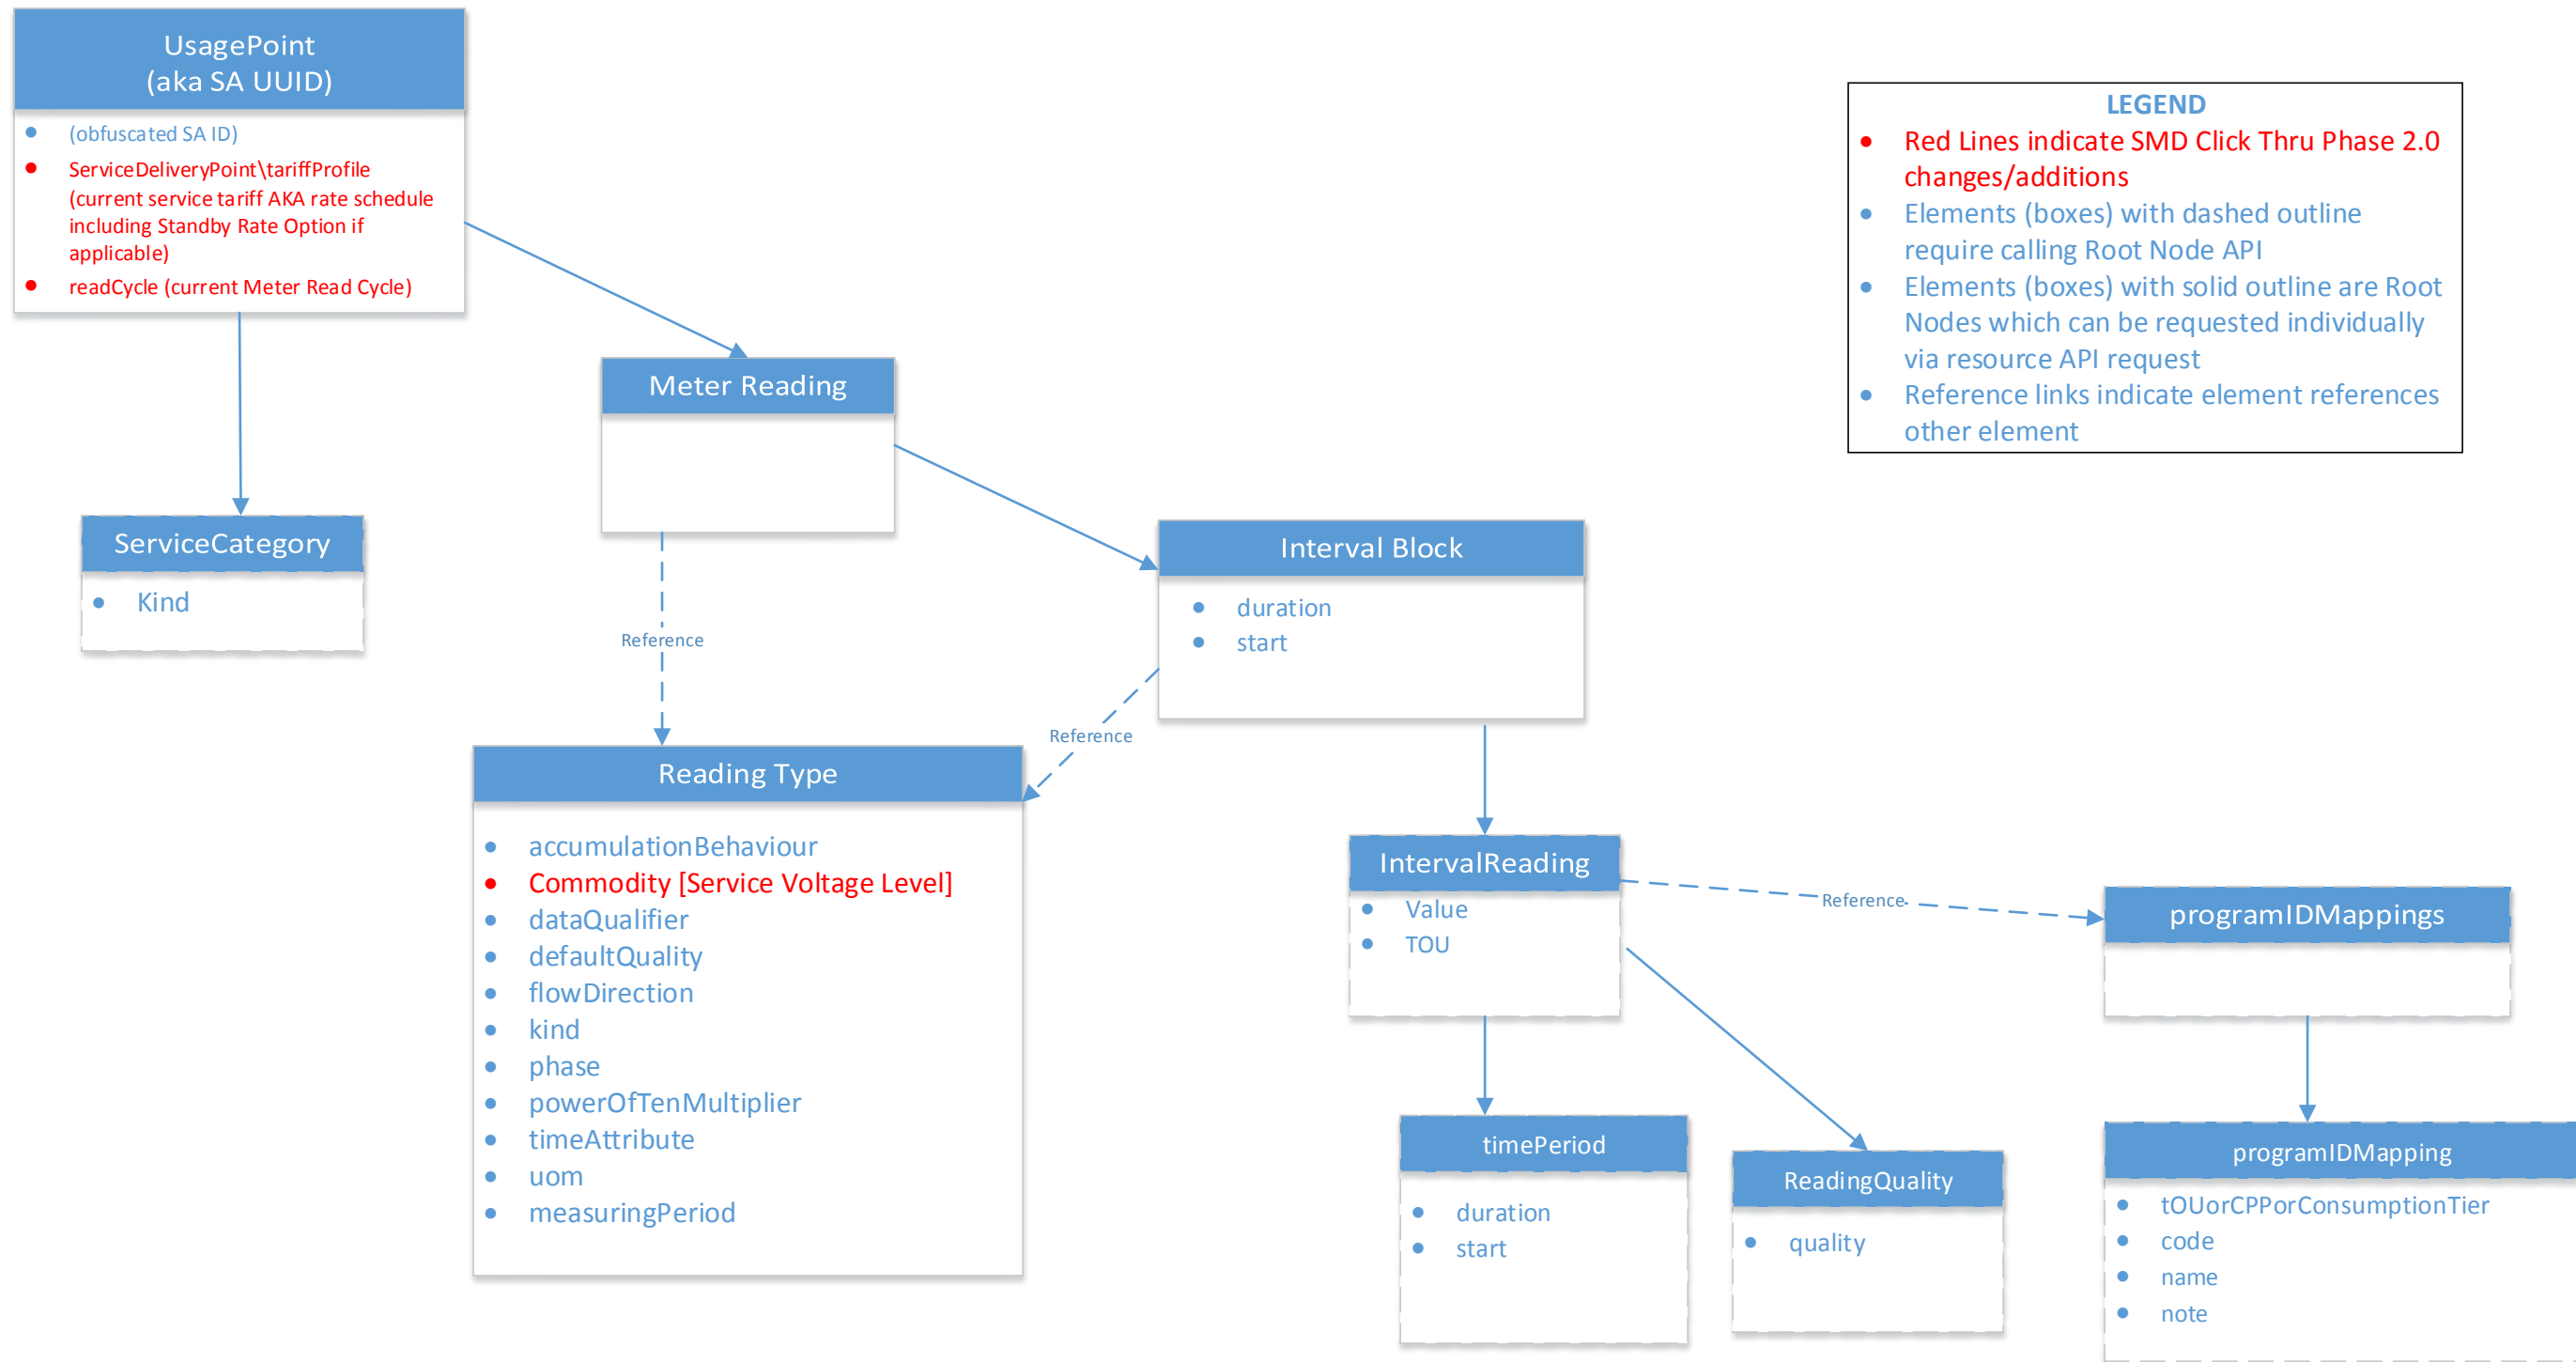 UsagePoint
(aka SA UUID)
(obfuscated SA ID)
ServiceDeliveryPoint\tariffProfile
(current service tariff AKA rate schedule
including Standby Rate Option if
applicable)
readCycle (current Meter Read Cycle)
LEGEND
Red Lines indicate SMD Click Thru Phase 2.0
changes/additions
Elements (boxes) with dashed outline
require calling Root Node API
Elements (boxes) with solid outline are Root
Nodes which can be requested individually
via resource API request
Reference links indicate element references
other element
Meter Reading
ServiceCategory
Kind
Interval Block
duration
start
Reference
Reference
Reading Type
accumulationBehaviour
Commodity [Service Voltage Level]
dataQualifier
defaultQuality
flowDirection
kind
phase
powerOfTenMultiplier
timeAttribute
uom
measuringPeriod
IntervalReading
Value
TOU
Reference
programIDMappings
timePeriod
duration
start
ReadingQuality
quality
programIDMapping
tOUorCPPorConsumptionTier
code
name
note